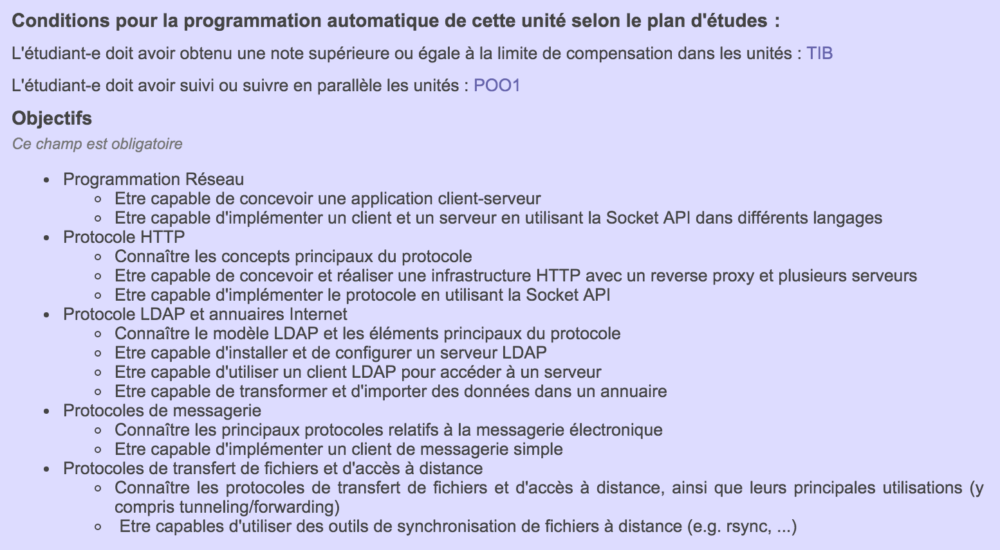 Conditions pour la programmation automatique de cette unité selon le plan d'études :
L'étudiant-e doit avoir obtenu une note supérieure ou égale à la limite de compensation dans les unités : TIB
L'étudiant-e doit avoir suivi ou suivre en parallèle les unités : POO1
Objectifs
Ce champ est obligatoire
• Programmation Réseau
◦ Etre capable de concevoir une application client-serveur
◦ Etre capable d'implémenter un client et un serveur en utilisant la Socket API dans différents langages
• Protocole HTTP
◦ Connaître les concepts principaux du protocole
◦ Etre capable de concevoir et réaliser une infrastructure HTTP avec un reverse proxy et plusieurs serveurs
◦ Etre capable d'implémenter le protocole en utilisant la Socket API
• Protocole LDAP et annuaires Internet
◦ Connaître le modèle LDAP et les éléments principaux du protocole
◦ Etre capable d'installer et de configurer un serveur LDAP
◦ Etre capable d'utiliser un client LDAP pour accéder à un serveur
◦ Etre capable de transformer et d'importer des données dans un annuaire
• Protocoles de messagerie
◦ Connaître les principaux protocoles relatifs à la messagerie électronique
◦ Etre capable d'implémenter un client de messagerie simple
• Protocoles de transfert de fichiers et d'accès à distance
◦ Connaître les protocoles de transfert de fichiers et d'accès à distance, ainsi que leurs principales utilisations (y
compris tunneling/forwarding)
◦ Etre capables d'utiliser des outils de synchronisation de fichiers à distance (e.g. rsync, ...)